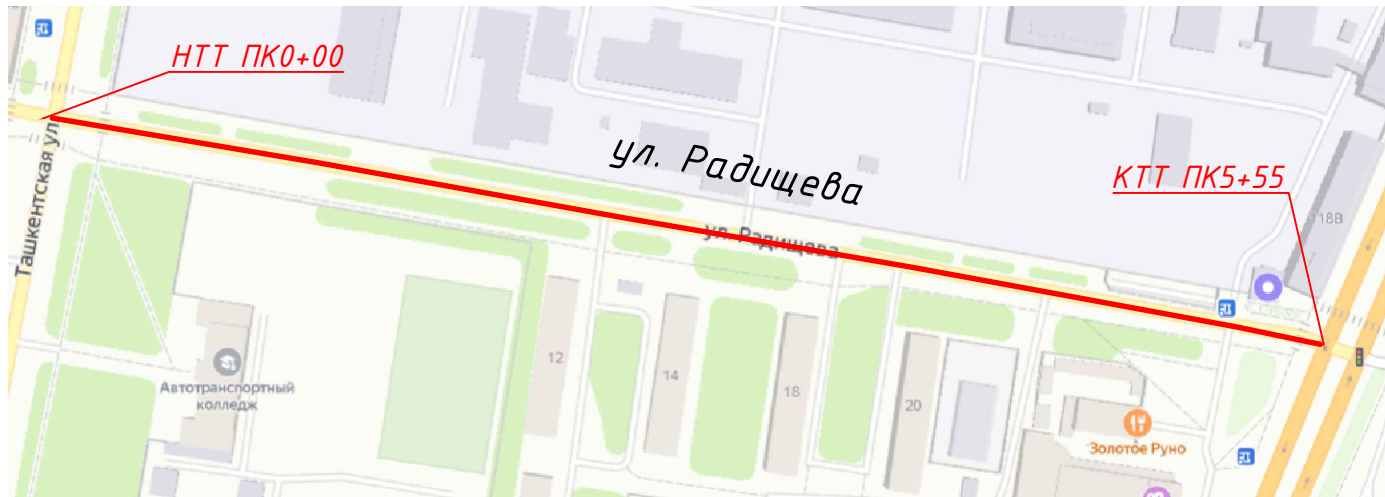 НТТ ПК0+00
ул. Радищева
КТТ ПК5+55
118В
Ташкентская ул
ул. Радищева
12
14
18
20
Автотранспортный
колледж
Золотое Руно